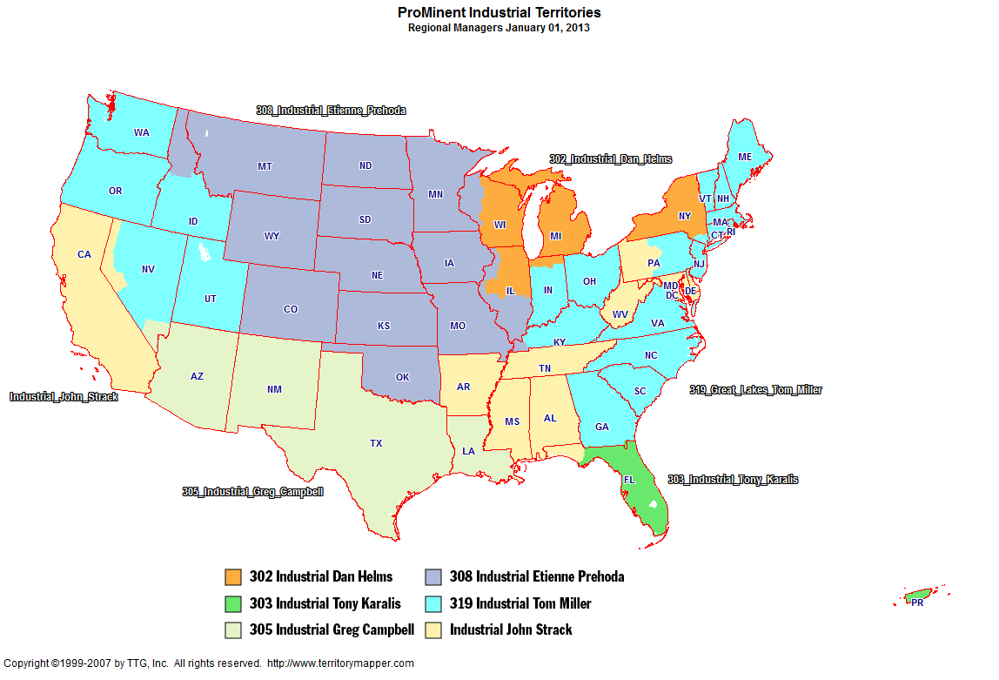 ProMinent Industrial Territories
Regional Managers January 01, 2013
308_Industrial_Etienne_Prehoda
302_Industrial_Dan_Helms
WA
MT
ND
MN
ME
OR
ID
SD
WI
MI
NY
VT
NH
MA
CT
RI
WY
CA
NV
UT
NE
IA
IL
IN
OH
PA
NJ
MD
DC
DE
CO
KS
MO
WV
VA
KY
NC
AZ
NM
OK
AR
TN
SC
Industrial_John_Strack
319_Great_Lakes_Tom_Miller
MS
AL
GA
TX
LA
FL
303_Industrial_Tony_Karalis
305_Industrial_Greg_Campbell
302 Industrial Dan Helms
308 Industrial Etienne Prehoda
303 Industrial Tony Karalis
319 Industrial Tom Miller
305 Industrial Greg Campbell
Industrial John Strack
PR
Copyright ©1999-2007 by TTG, Inc. All rights reserved. http://www.territorymapper.com